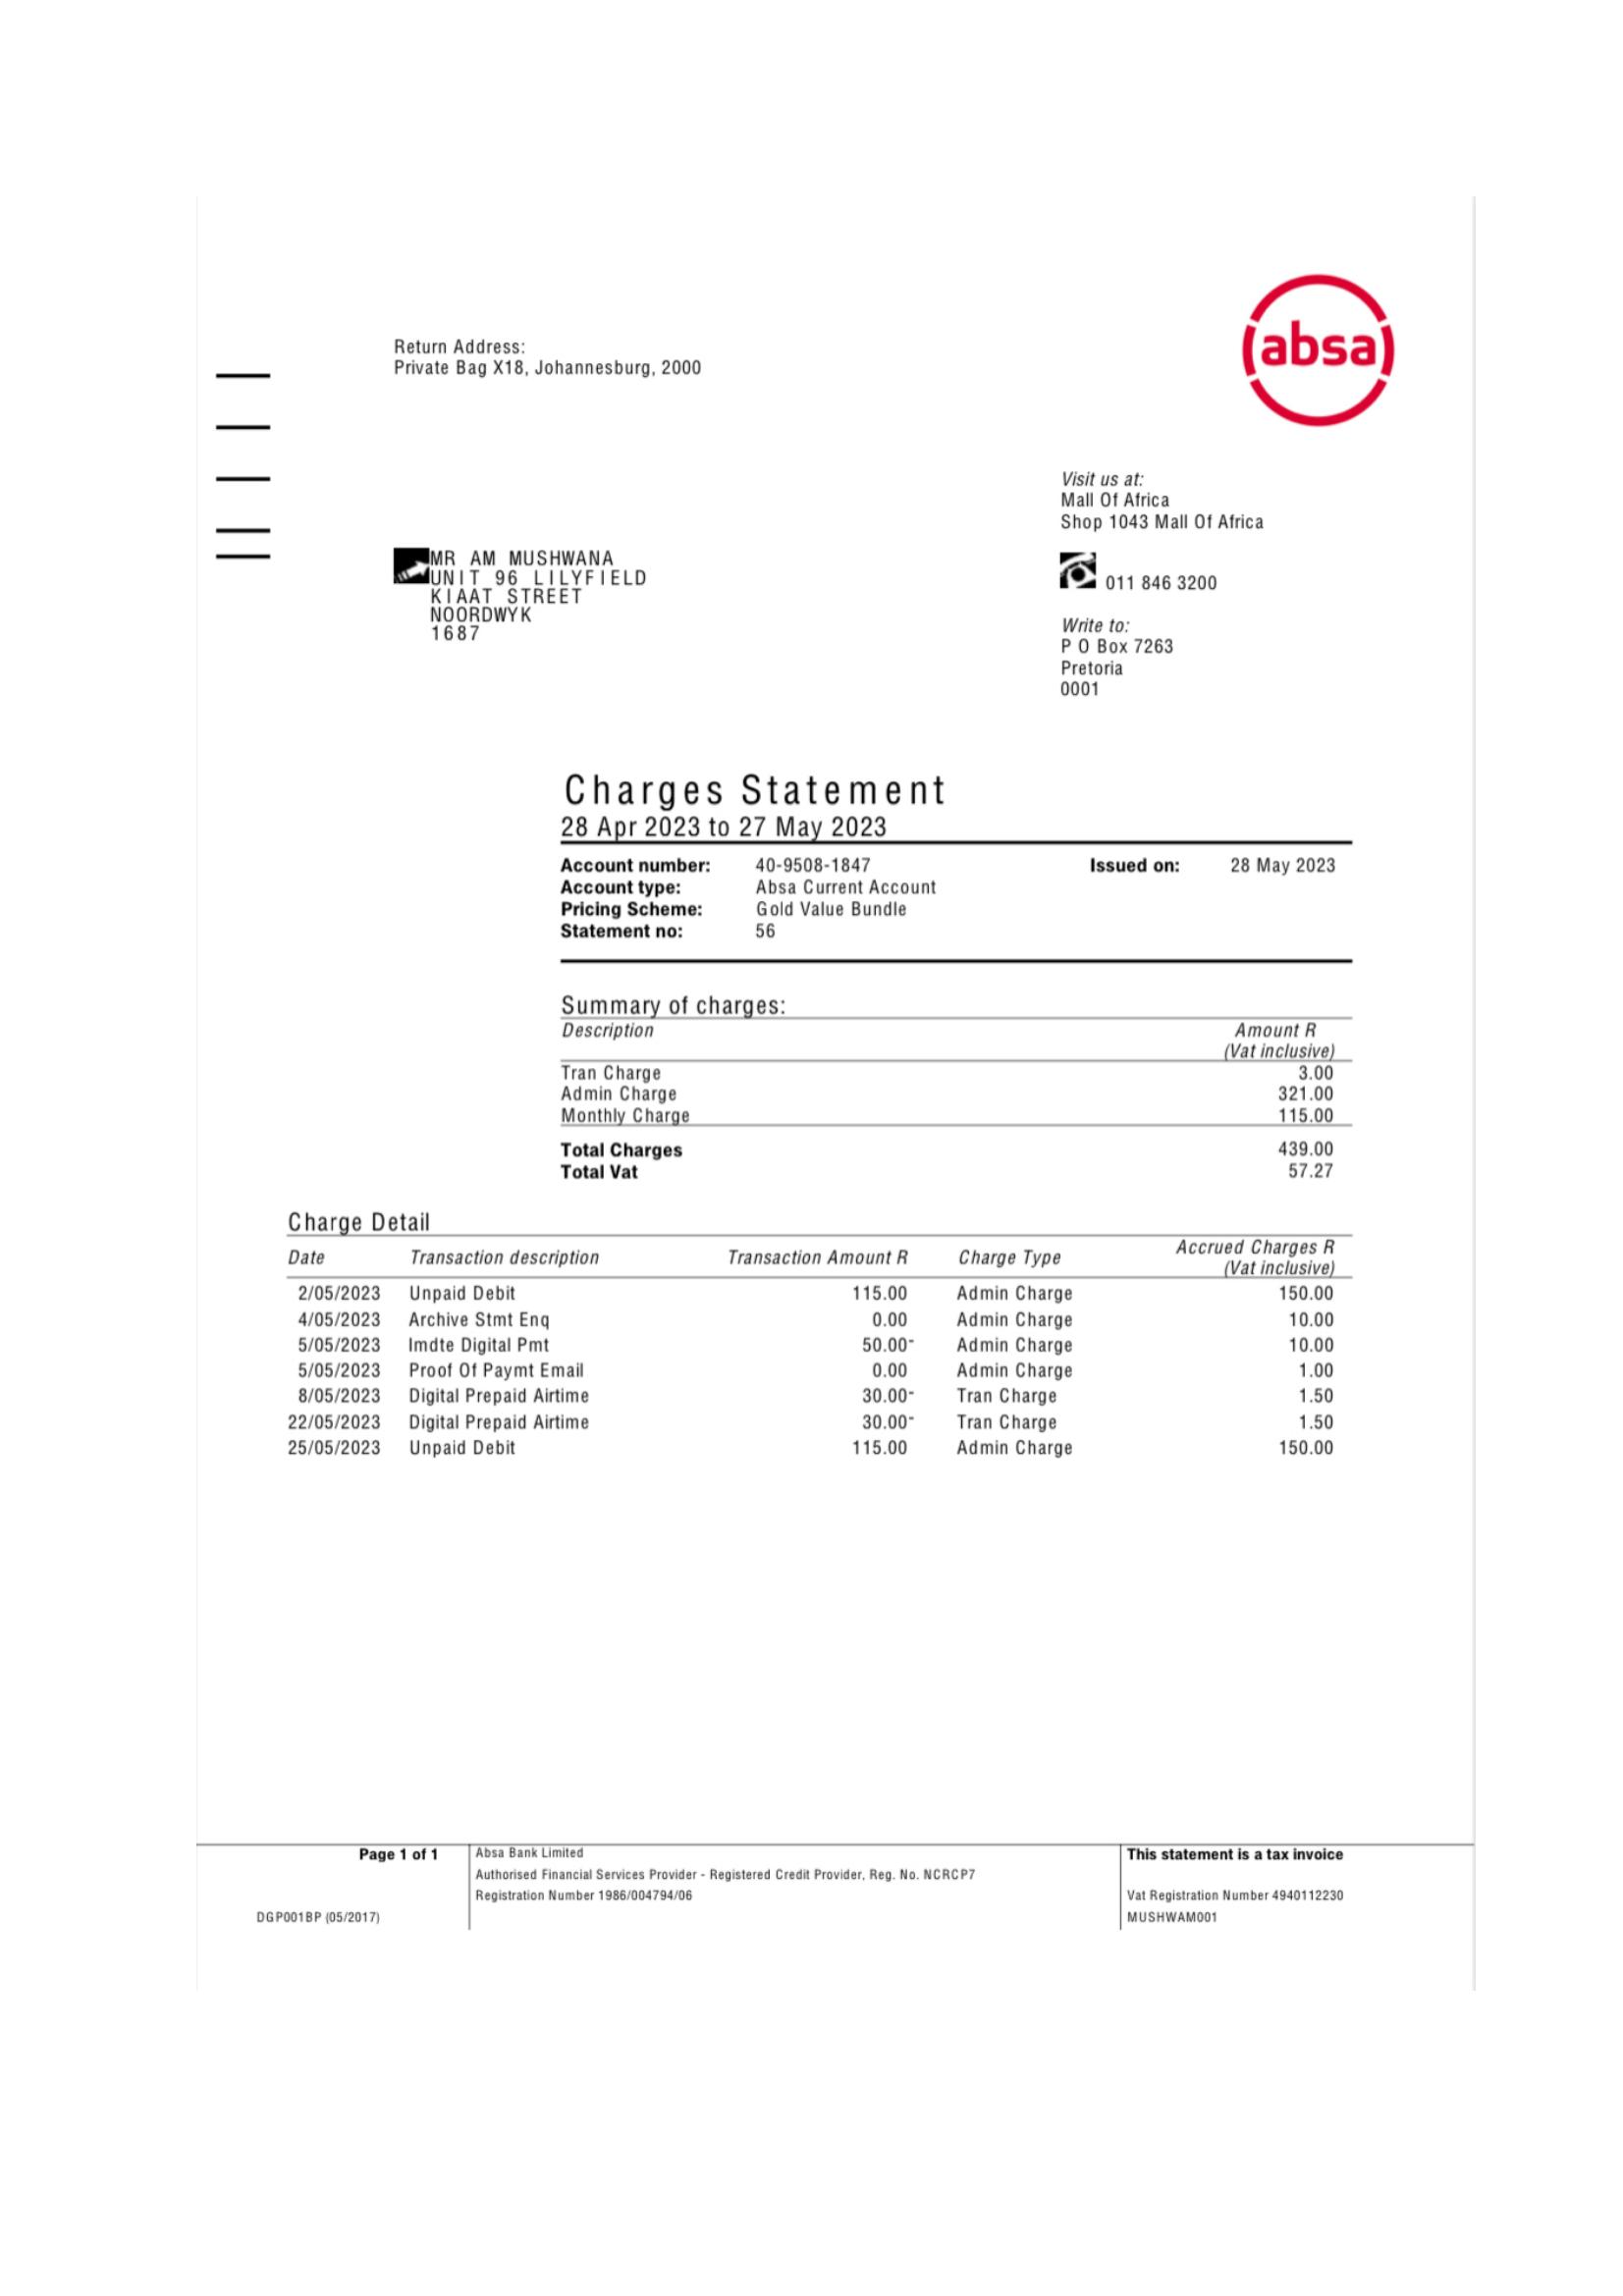 absa
Return Address:
Private Bag X18, Johannesburg, 2000
Visit us at:
Mall Of Africa
Shop 1043 Mall Of Africa
011 846 3200
Write to:
P O Box 7263
Pretoria
0001
MR AM MUSHWANA
UNIT 96 LILYFIELD
KIAAT STREET
NOORDWYK
1687
Charges Statement
28 Apr 2023 to 27 May 2023
Account number: 40-9508-1847 Issued on: 28 May 2023
Account type: Absa Current Account
Pricing Scheme: Gold Value Bundle
Statement no: 56
Summary of charges:
Description Amount R
(Vat inclusive)
Tran Charge 3.00
Admin Charge 321.00
Monthly Charge 115.00
Total Charges 439.00
Total Vat 57.27
Charge Detail
Date Transaction description Transaction Amount R Charge Type Accrued Charges R
(Vat inclusive)
2/05/2023 Unpaid Debit 115.00 Admin Charge 150.00
4/05/2023 Archive Stmt Enq 0.00 Admin Charge 10.00
5/05/2023 Imdte Digital Pmt 50.00- Admin Charge 10.00
5/05/2023 Proof Of Paymt Email 0.00 Admin Charge 1.00
8/05/2023 Digital Prepaid Airtime 30.00- Tran Charge 1.50
22/05/2023 Digital Prepaid Airtime 30.00- Tran Charge 1.50
25/05/2023 Unpaid Debit 115.00 Admin Charge 150.00
Page 1 of 1
DGP001BP (05/2017)
Absa Bank Limited
Authorised Financial Services Provider - Registered Credit Provider, Reg. No. NCRCP7
Registration Number 1986/004794/06
This statement is a tax invoice
Vat Registration Number 4940112230
MUSHWAM001